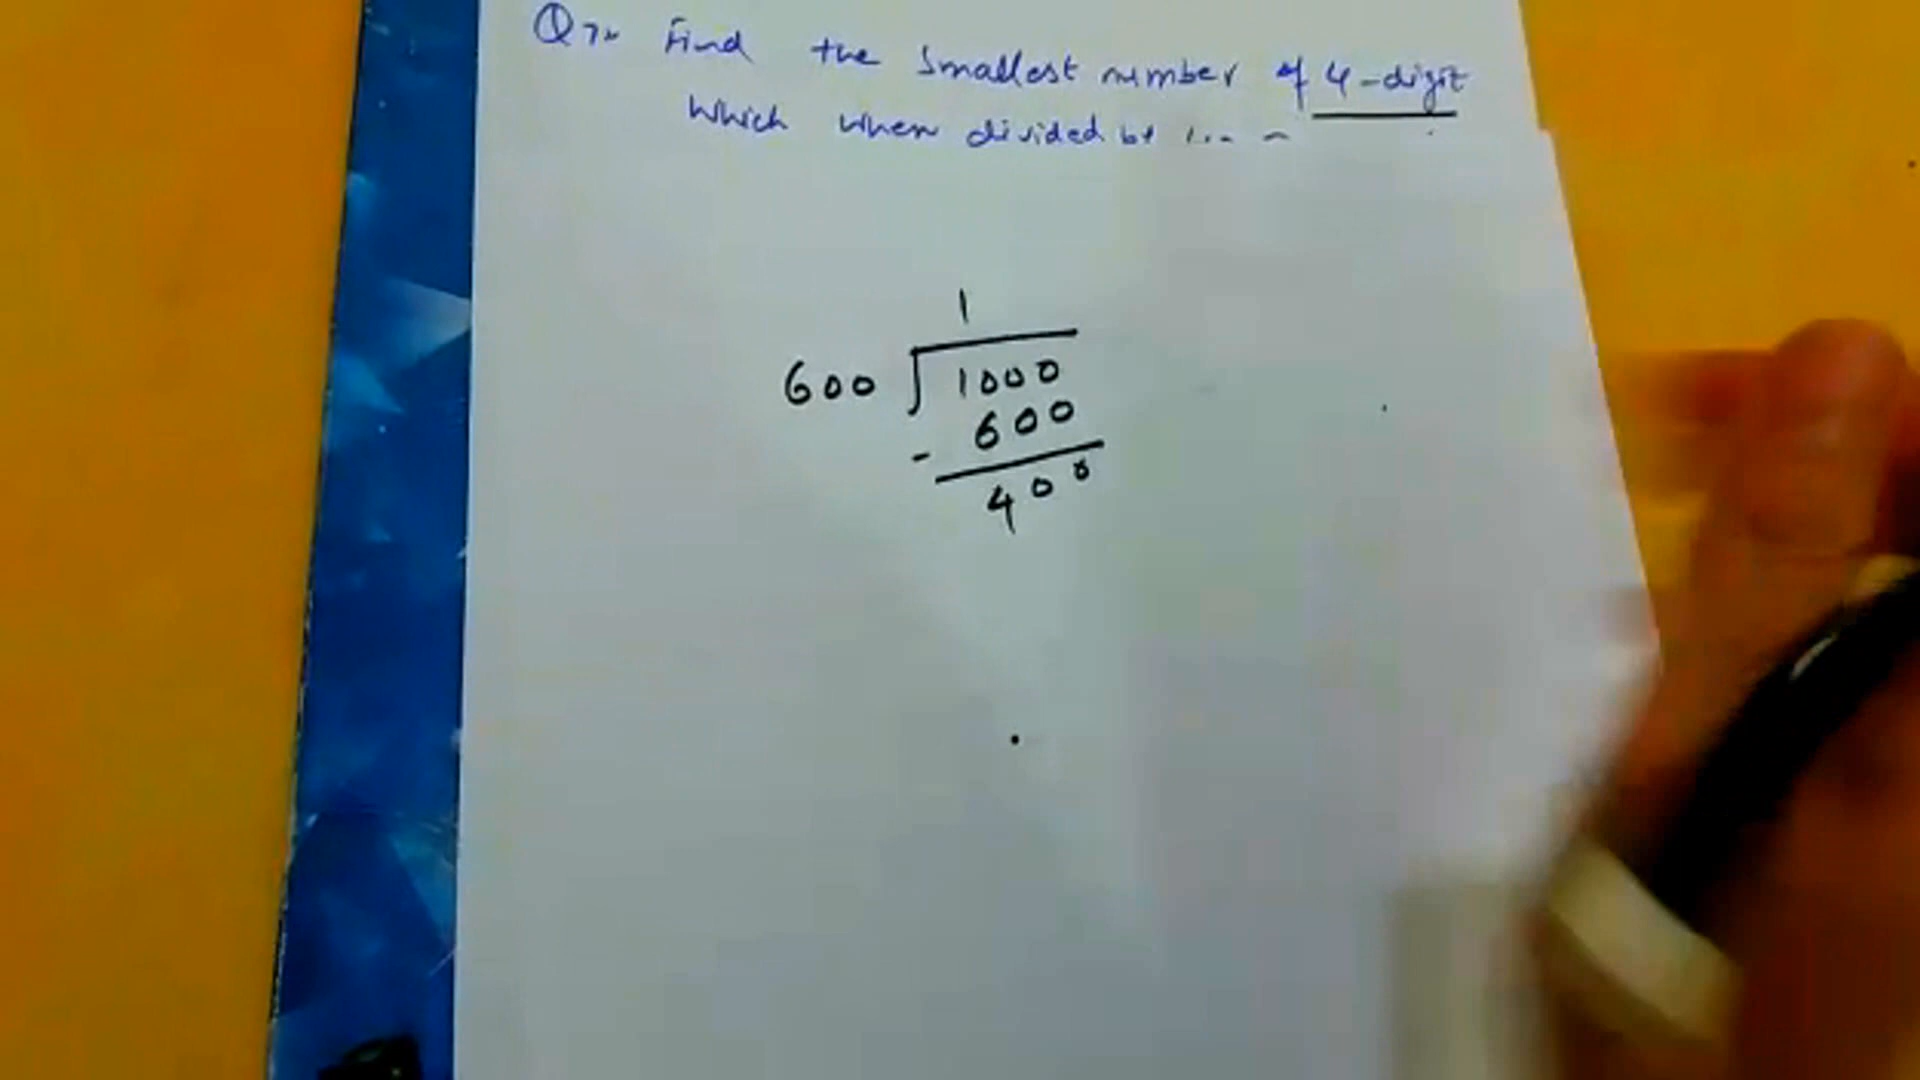 Q7:- Find the smallest number of 4-digit
which when divided by
1
600 1000
- 600
400